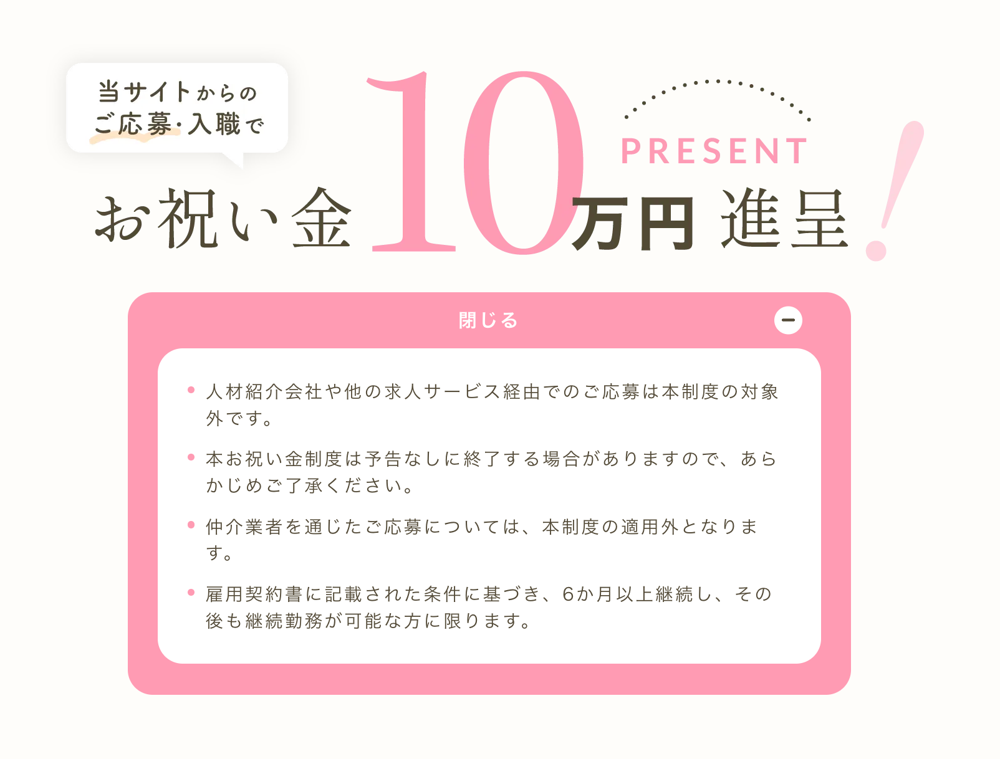 当サイトからの
ご応募・入職で
PRESENT
お祝い金10万円 進呈!
閉じる
人材紹介会社や他の求人サービス経由でのご応募は本制度の対象
外です。
本お祝い金制度は予告なしに終了する場合がありますので、あら
かじめご了承ください。
仲介業者を通じたご応募については、本制度の適用外となりま
す。
雇用契約書に記載された条件に基づき、6か月以上継続し、その
後も継続勤務が可能な方に限ります。